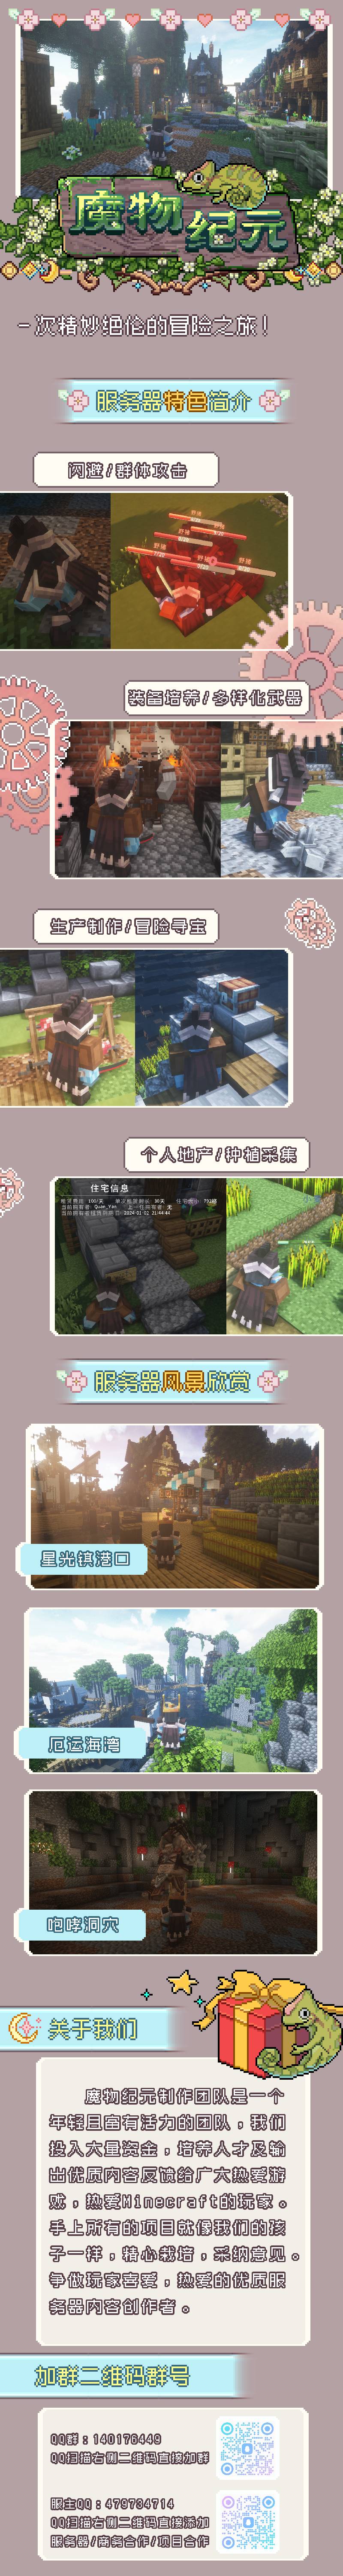 魔物纪元
一次精妙绝伦的冒险之旅！
服务器特色简介
闪避/群体攻击
野猪
野猪
野猪
野猪
装备培养/多样化武器
生产制作/冒险寻宝
个人地产/种植采集
住宅信息
服务器风景欣赏
星光镇港口
厄运海湾
咆哮洞穴
关于我们
魔物纪元制作团队是一个
年轻且富有活力的团队，我们
投入大量资金，培养人才及输
出优质内容反馈给广大热爱游
戏，热爱Minecraft的玩家。
手上所有的项目就像我们的孩
子一样，精心栽培，采纳意见。
争做玩家喜爱，热爱的优质服
务器内容创作者。
加群二维码群号
QQ群：140176449
QQ扫描右侧二维码直接加群
服主QQ：479734714
QQ扫描右侧二维码直接添加
服务器/商务合作/项目合作